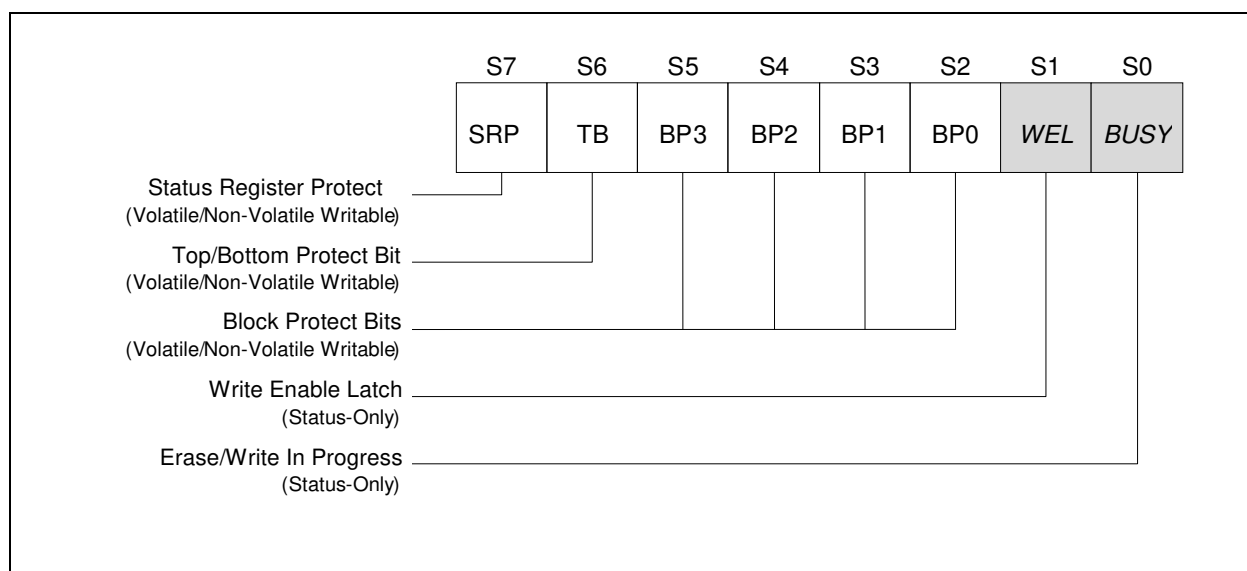 S7 S6 S5 S4 S3 S2 S1 S0
SRP TB BP3 BP2 BP1 BP0 WEL BUSY
Status Register Protect
(Volatile/Non-Volatile Writable)
Top/Bottom Protect Bit
(Volatile/Non-Volatile Writable)
Block Protect Bits
(Volatile/Non-Volatile Writable)
Write Enable Latch
(Status-Only)
Erase/Write In Progress
(Status-Only)